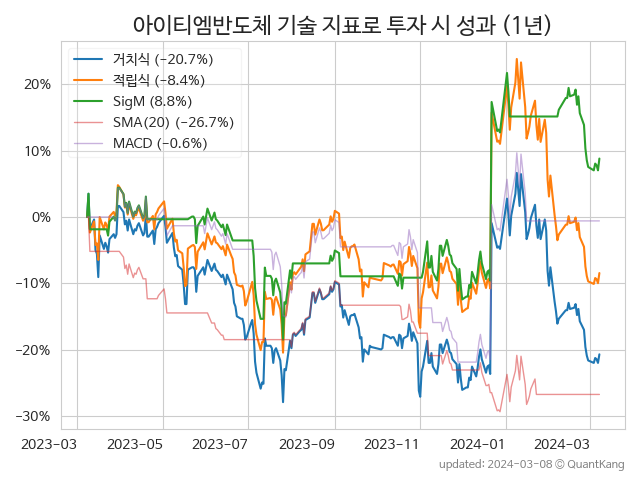 아이티엠반도체 기술 지표로 투자 시 성과 (1년)
거치식 (−20.7%)
적립식 (−8.4%)
SigM (8.8%)
SMA(20) (−26.7%)
MACD (−0.6%)
20%
10%
0%
−10%
−20%
−30%
2023−03 2023−05 2023−07 2023−09 2023−11 2024−01 2024−03
updated: 2024−03−08 © QuantKang